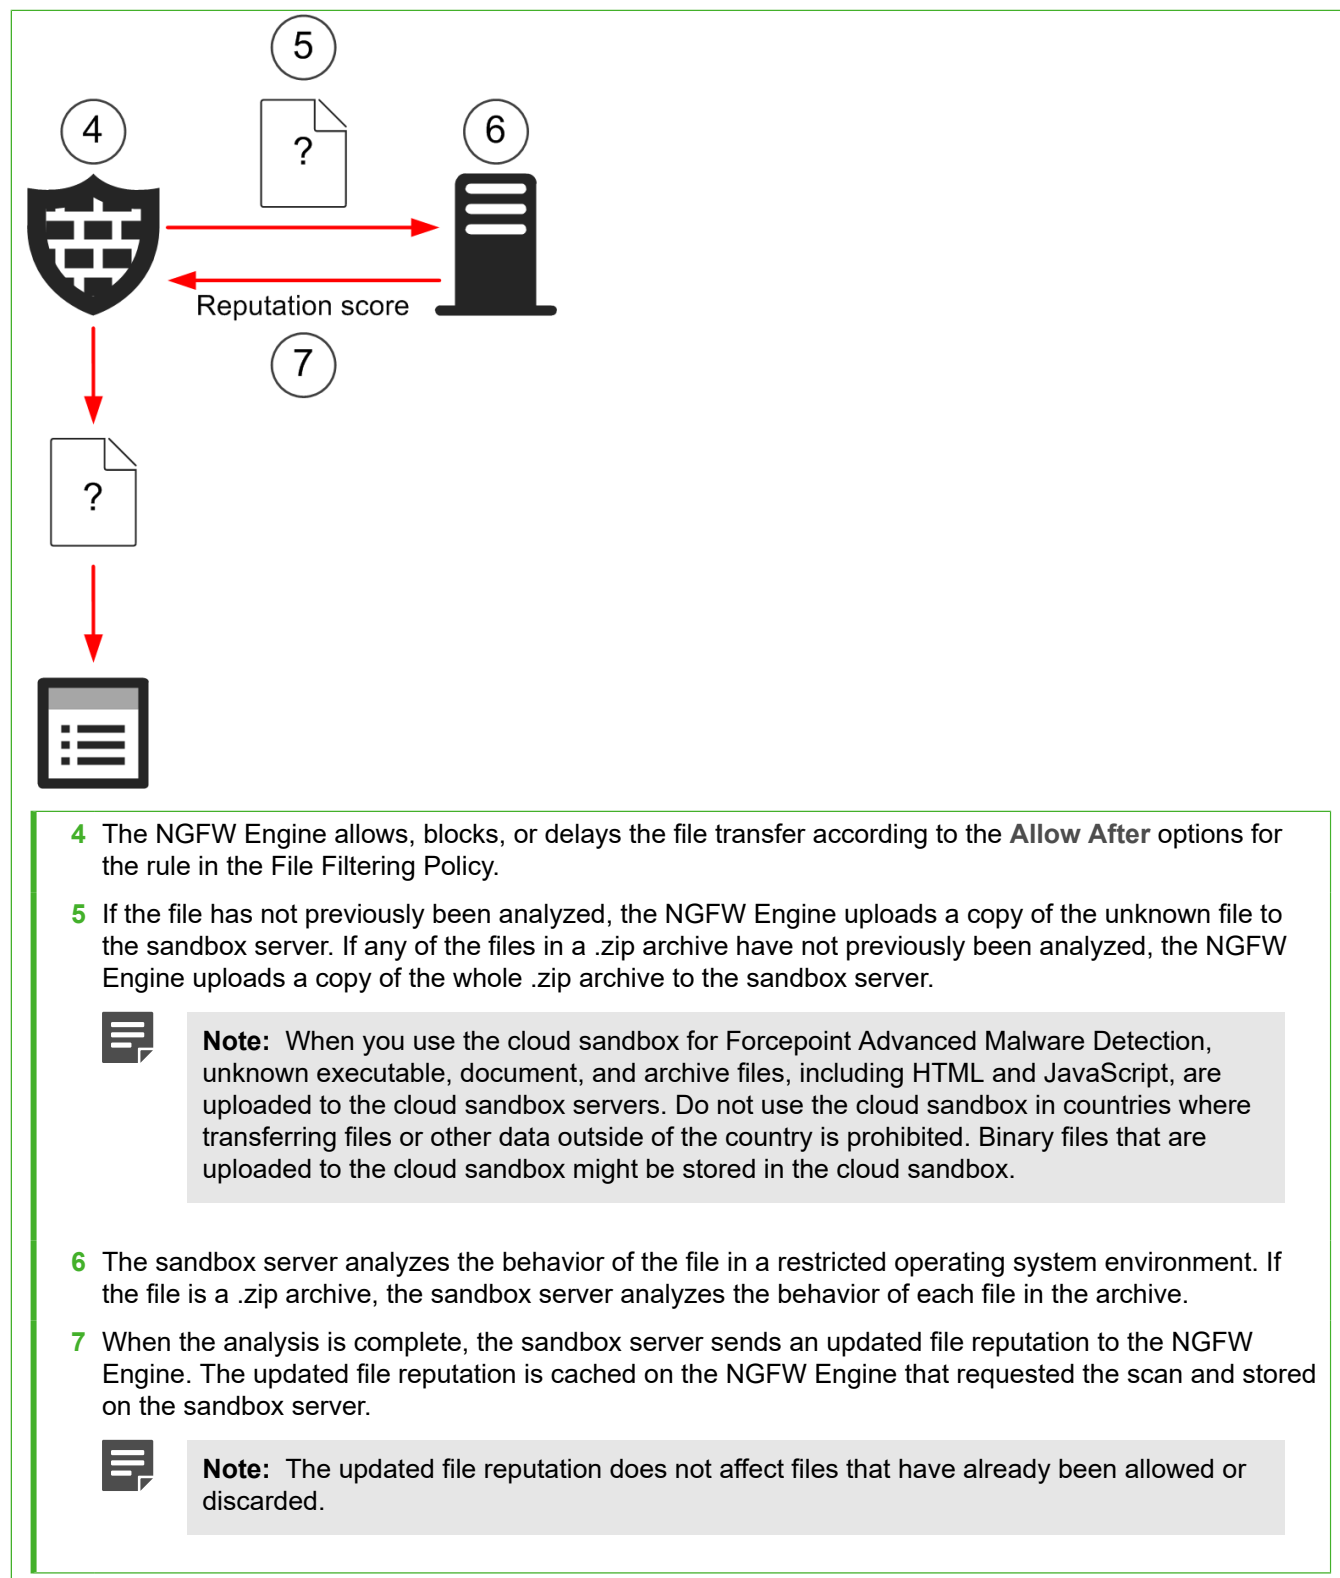 5
4
?
6
Reputation score
7
?
4 The NGFW Engine allows, blocks, or delays the file transfer according to the Allow After options for
the rule in the File Filtering Policy.
5 If the file has not previously been analyzed, the NGFW Engine uploads a copy of the unknown file to
the sandbox server. If any of the files in a .zip archive have not previously been analyzed, the NGFW
Engine uploads a copy of the whole .zip archive to the sandbox server.
Note: When you use the cloud sandbox for Forcepoint Advanced Malware Detection,
unknown executable, document, and archive files, including HTML and JavaScript, are
uploaded to the cloud sandbox servers. Do not use the cloud sandbox in countries where
transferring files or other data outside of the country is prohibited. Binary files that are
uploaded to the cloud sandbox might be stored in the cloud sandbox.
6 The sandbox server analyzes the behavior of the file in a restricted operating system environment. If
the file is a .zip archive, the sandbox server analyzes the behavior of each file in the archive.
7 When the analysis is complete, the sandbox server sends an updated file reputation to the NGFW
Engine. The updated file reputation is cached on the NGFW Engine that requested the scan and stored
on the sandbox server.
Note: The updated file reputation does not affect files that have already been allowed or
discarded.